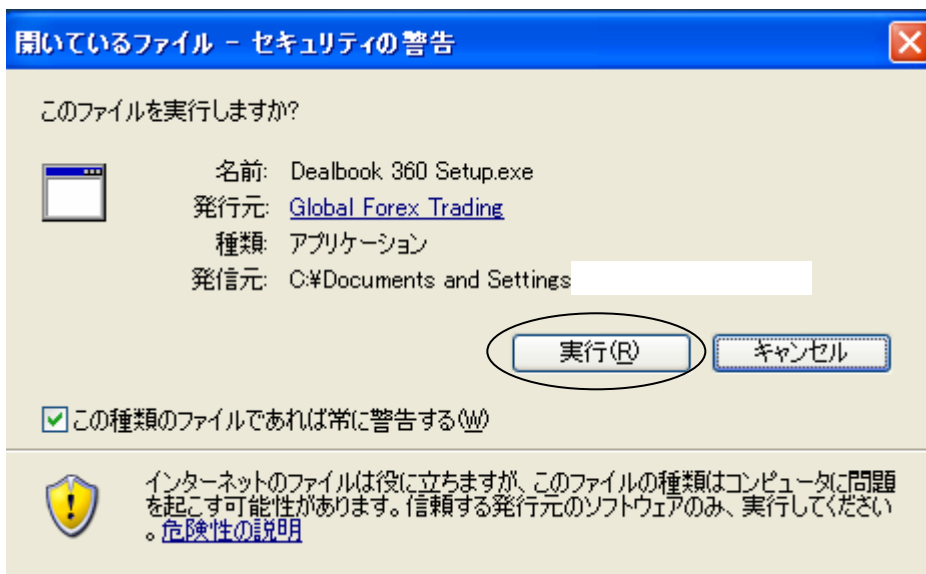 開いているファイル - セキュリティの警告
このファイルを実行しますか?
名前: Dealbook 360 Setup.exe
発行元: Global Forex Trading
種類: アプリケーション
発信元: C:¥Documents and Settings
実行(R) キャンセル
この種類のファイルであれば常に警告する(W)
インターネットのファイルは役に立ちますが、このファイルの種類はコンピュータに問題
を起こす可能性があります。信頼する発行元のソフトウェアのみ、実行してください
。危険性の説明